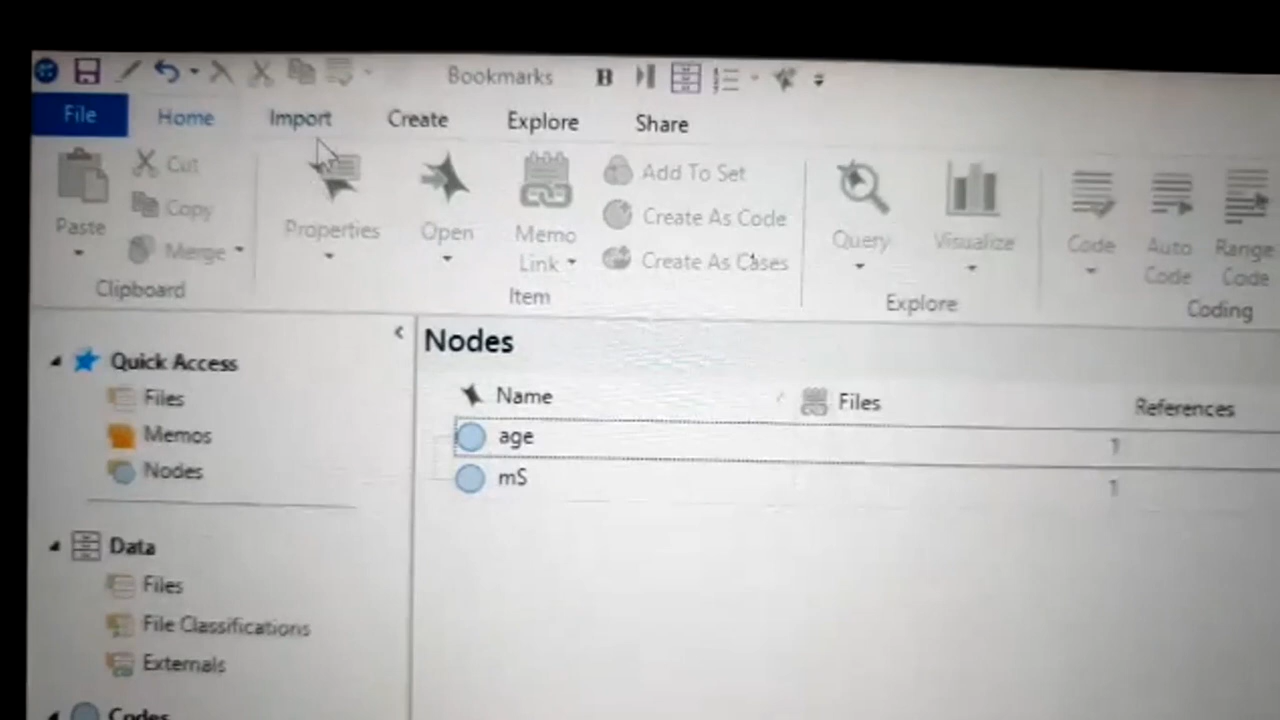 Bookmarks B
File Home Import Create Explore Share
Paste Cut Copy Merge
Clipboard
Properties Open Memo Link
Add To Set
Create As Code
Create As Cases
Item
Query Visualize
Explore
Code Auto Code Range Code
Coding
Quick Access
Files
Memos
Nodes
Data
Files
File Classifications
Externals
Codes
Nodes
Name Files References
age 1
mS 1